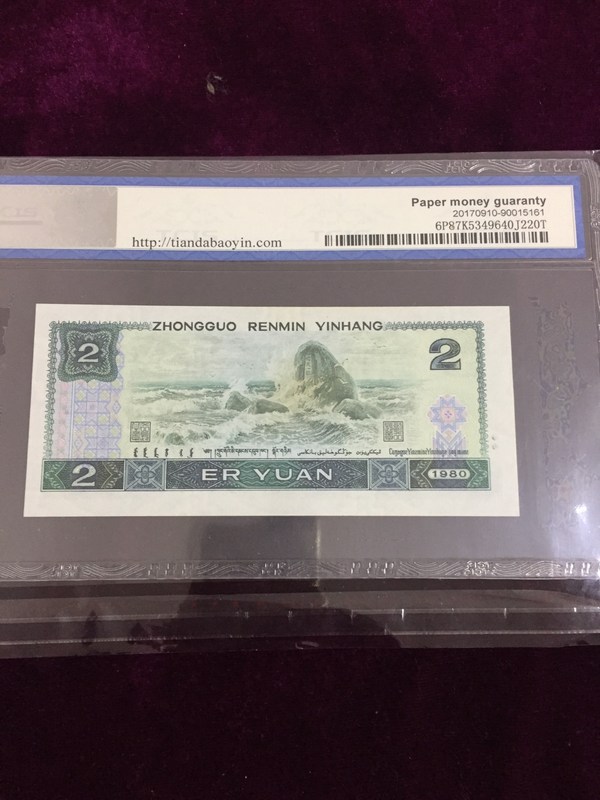 Paper money guaranty
20170910-90015161
6P87K5349640J220T
http://tiandabaoyin.com
ZHONGGUO RENMIN YINHANG
2
2
2
ER YUAN
1980